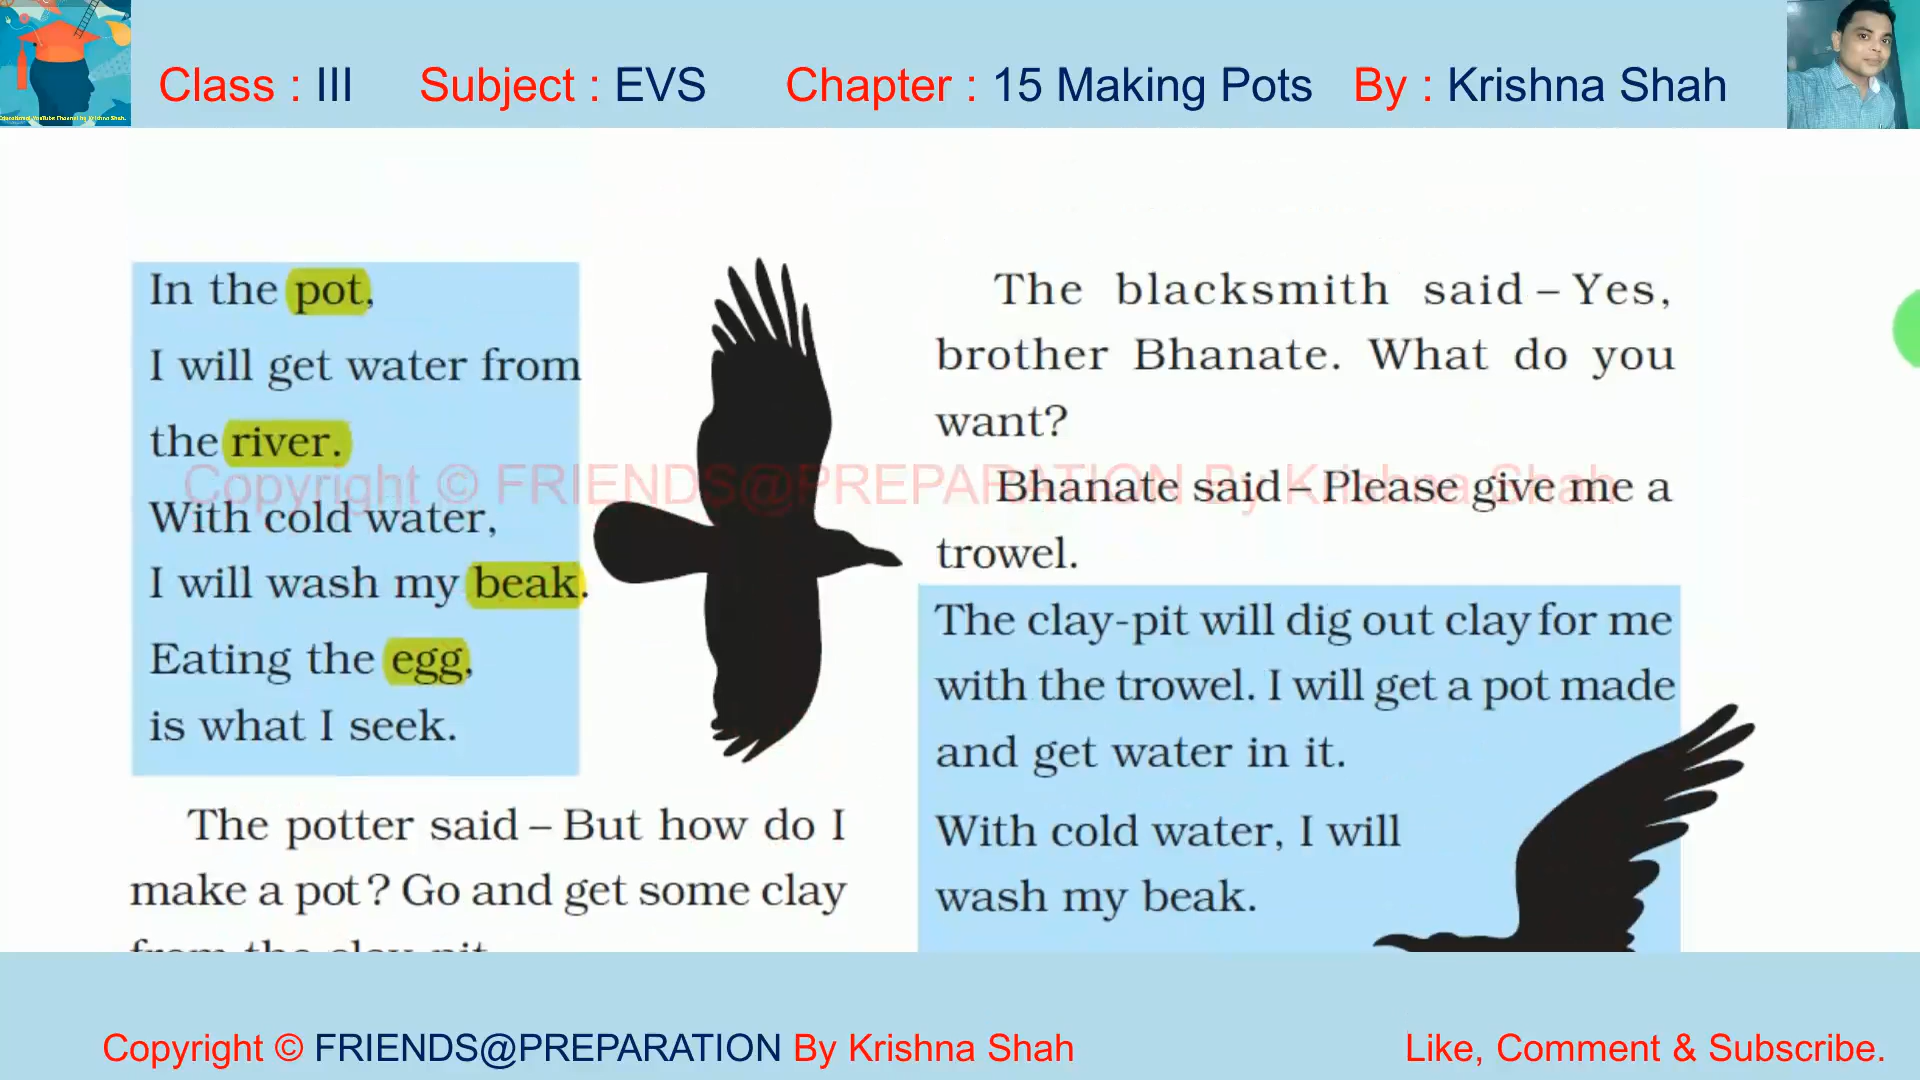 Class : III Subject : EVS Chapter : 15 Making Pots By : Krishna Shah
In the pot,
I will get water from
the river.
With cold water,
I will wash my beak.
Eating the egg,
is what I seek.
The potter said – But how do I
make a pot? Go and get some clay
from the clay-pit
The blacksmith said – Yes,
brother Bhanate. What do you
want?
Bhanate said – Please give me a
trowel.
The clay-pit will dig out clay for me
with the trowel. I will get a pot made
and get water in it.
With cold water, I will
wash my beak.
Copyright © FRIENDS@PREPARATION By Krishna Shah
Copyright © FRIENDS@PREPARATION By Krishna Shah
Like, Comment & Subscribe.